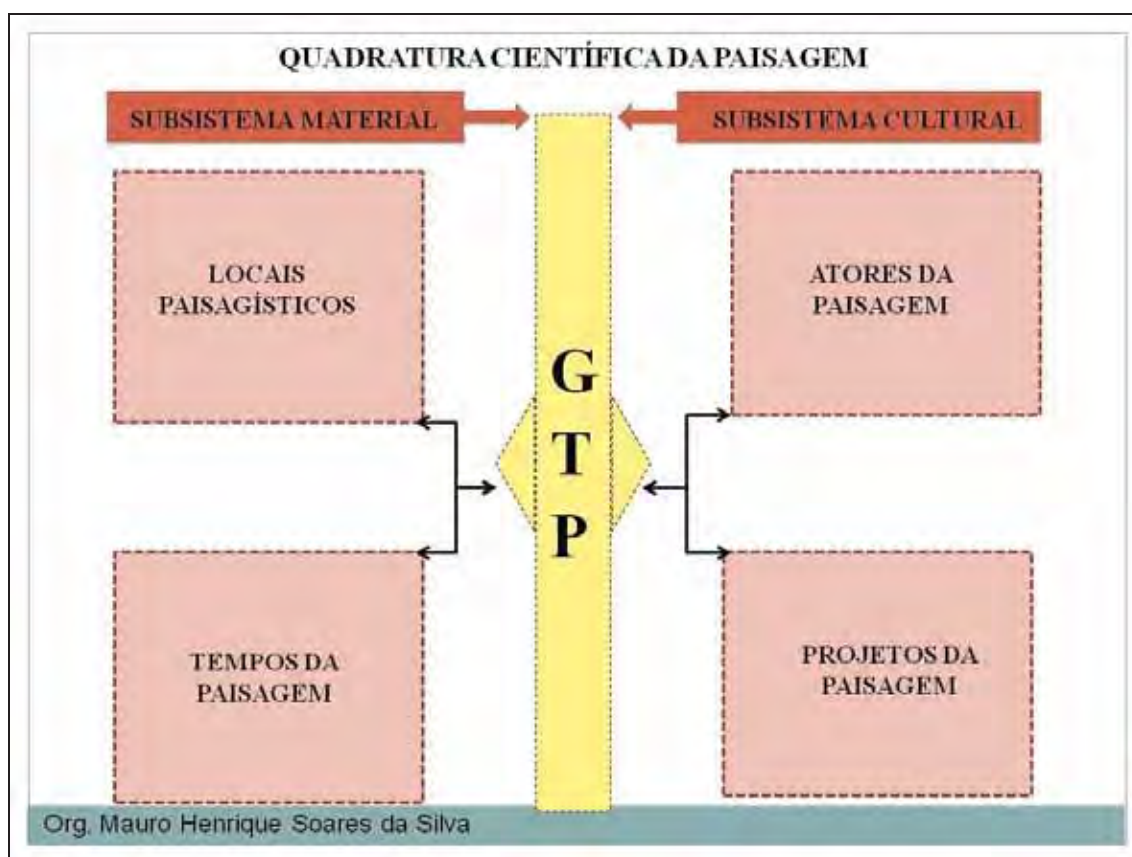 QUADRATURA CIENTÍFICA DA PAISAGEM
SUBSISTEMA MATERIAL
SUBSISTEMA CULTURAL
LOCAIS
PAISAGÍSTICOS
ATORES DA
PAISAGEM
G
T
P
TEMPOS DA
PAISAGEM
PROJETOS DA
PAISAGEM
Org. Mauro Henrique Soares da Silva